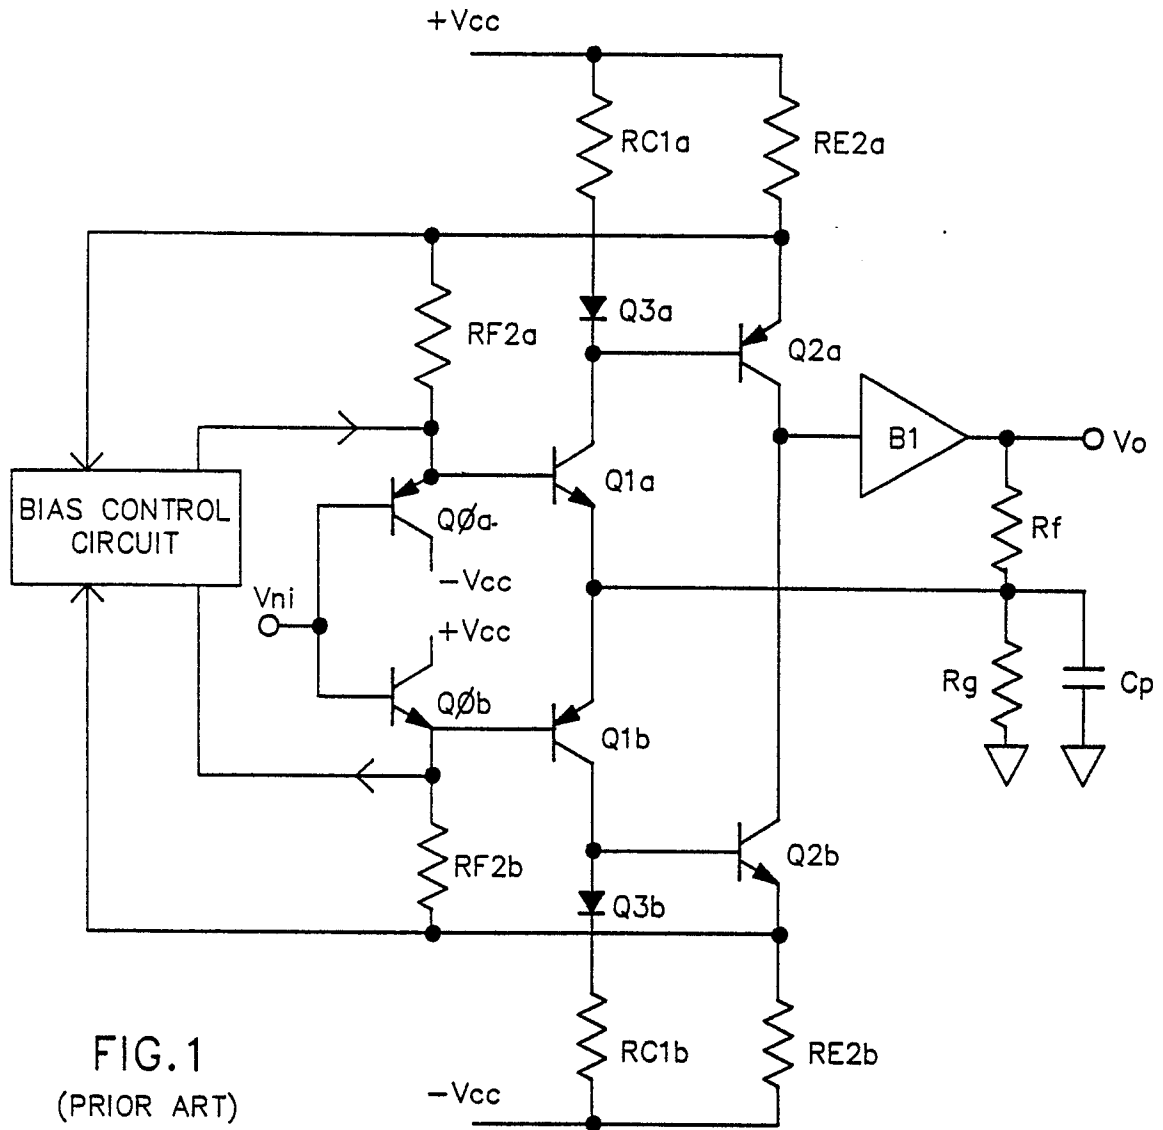 +Vcc
RC1a
RE2a
Q3a
RF2a
Q2a
B1
Vo
Q1a
BIAS CONTROL
CIRCUIT
QØa
Rf
-Vcc
Vni
+Vcc
Rg
Cp
QØb
Q1b
RF2b
Q2b
Q3b
RC1b
RE2b
FIG.1
(PRIOR ART)
-Vcc